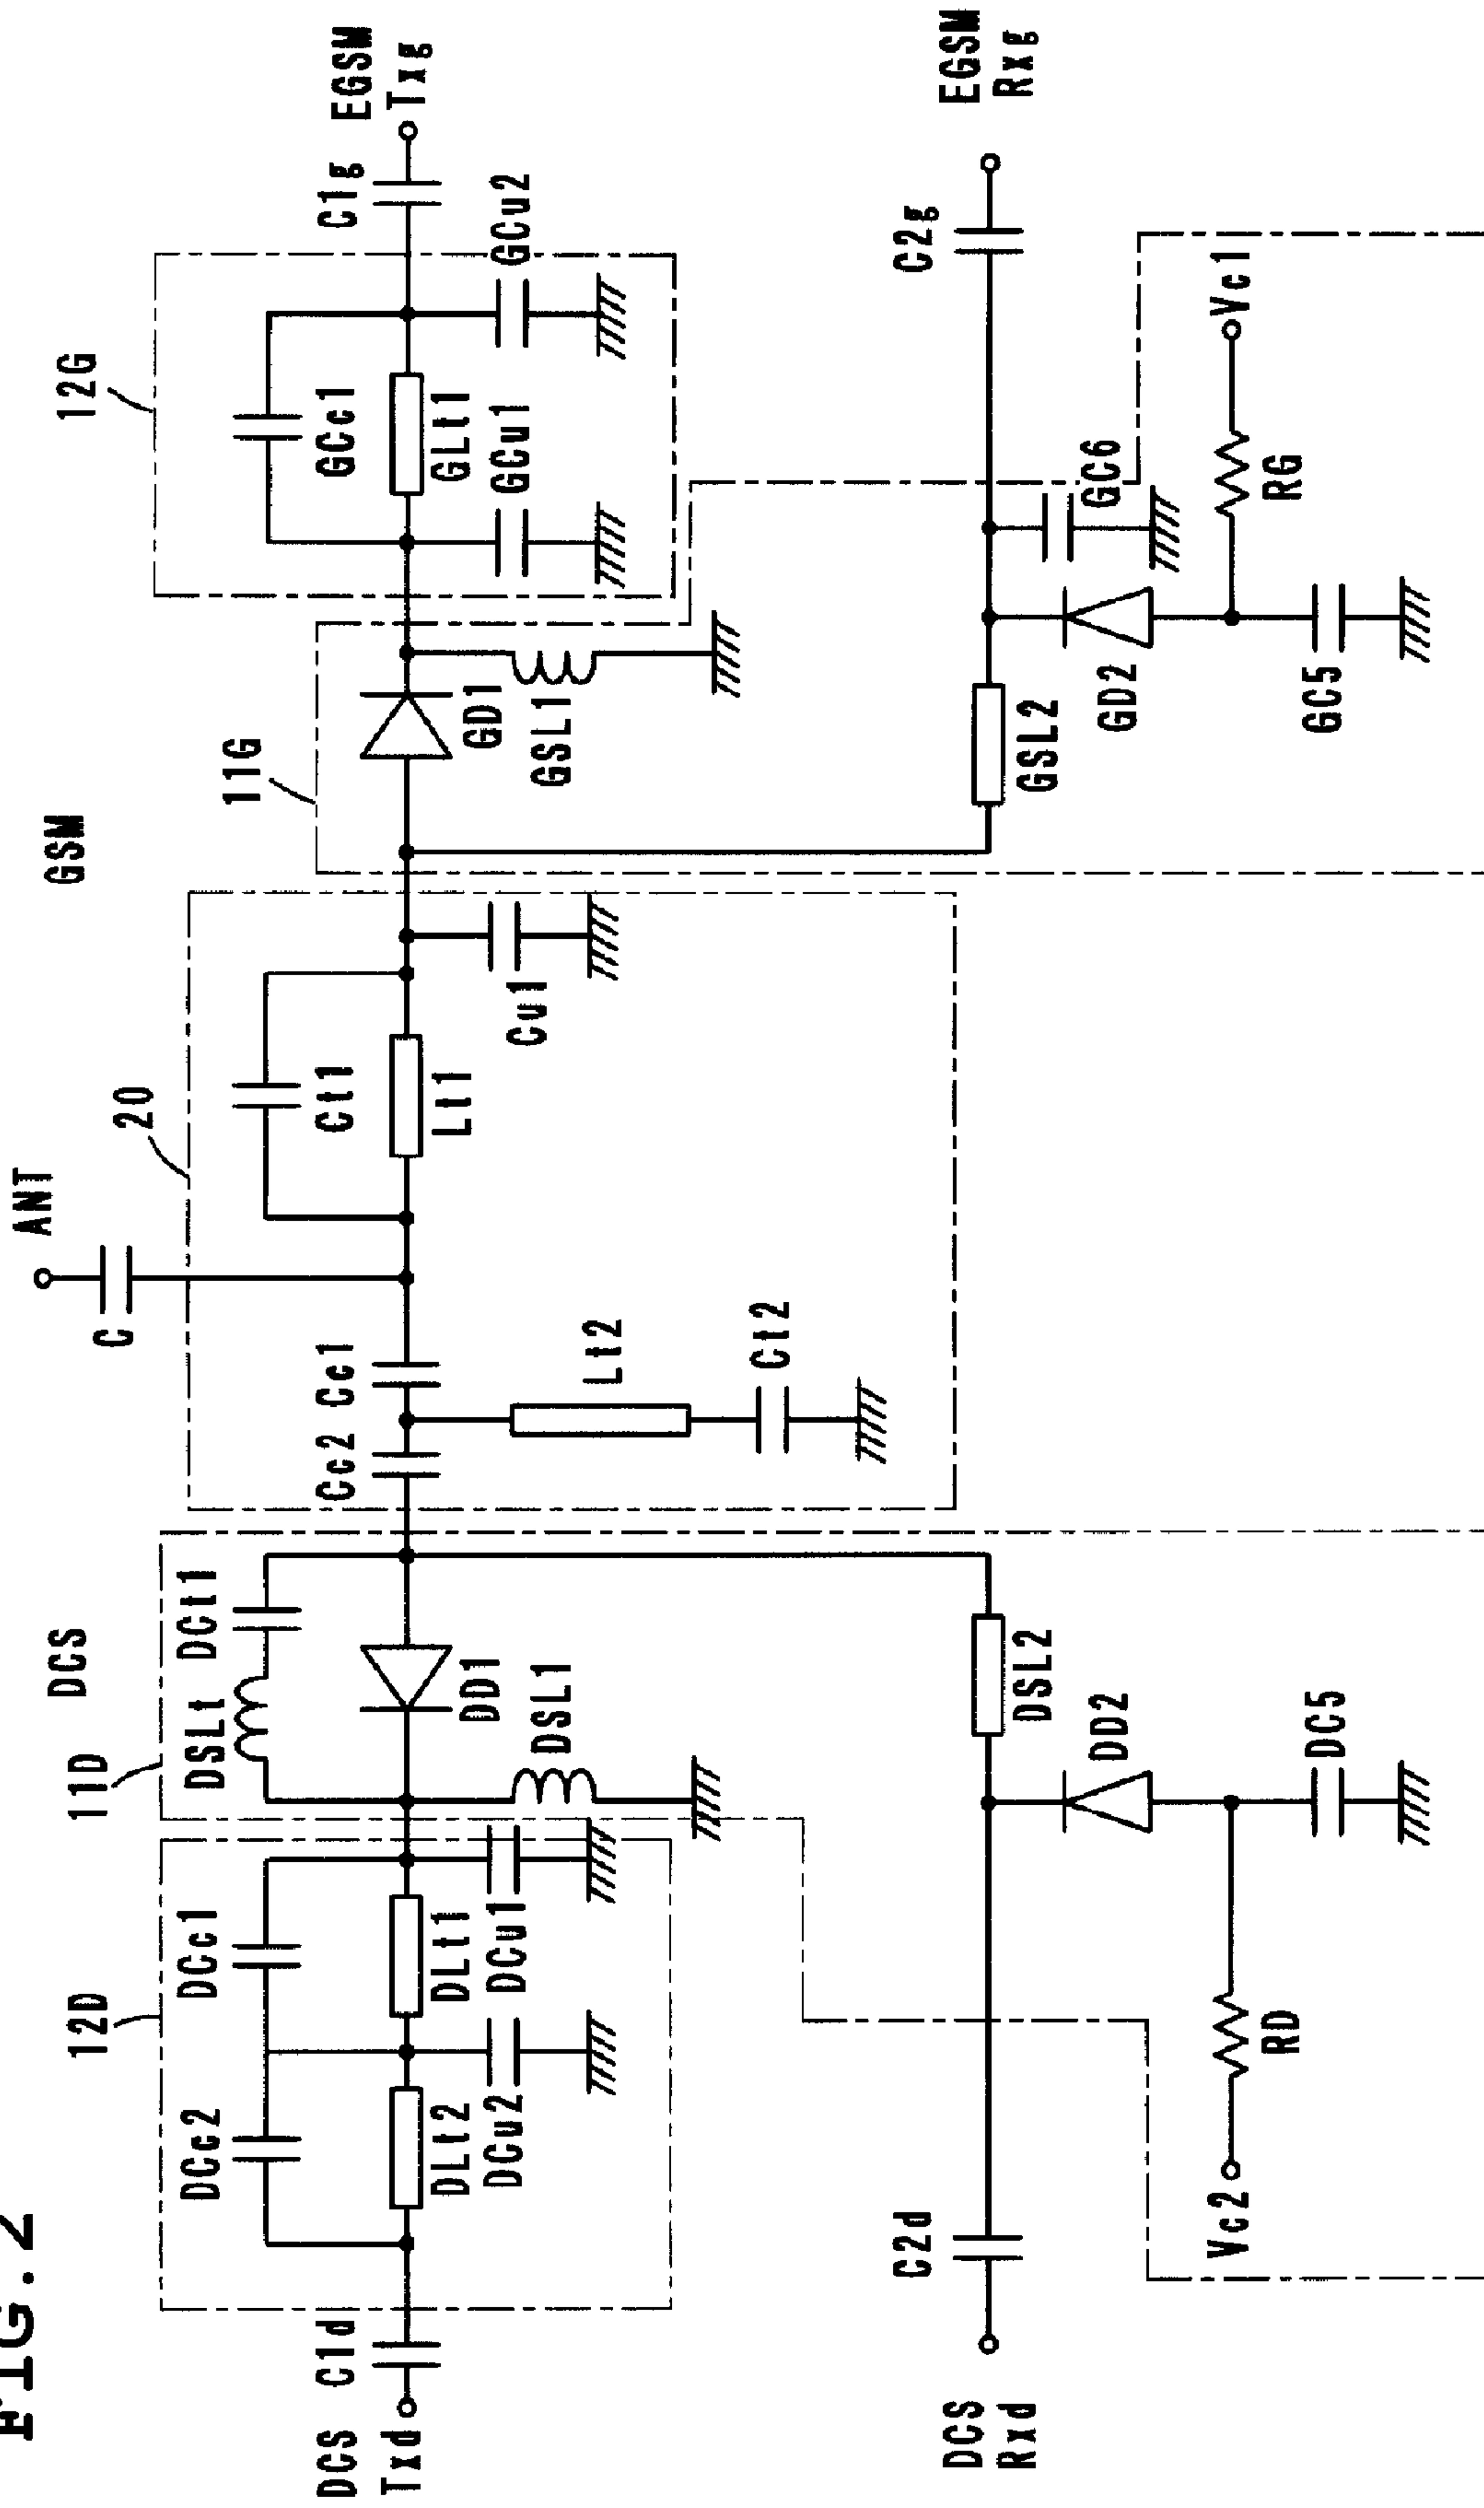 FIG.2
ANT
C
DCS
GSM
20
11D
12D
11G
12G
DCS
Txd
C1d
DCc2
DCc1
DLt2
DLt1
DCu2
DCu1
DSLt
DCt1
DD1
DSL1
Cc2
Cc1
Lt2
Ct2
Ct1
Lt1
Cu1
GD1
GSL1
GCc1
GLt1
GCu1
GCu2
C1g
EGSM
Txg
DCS
Rxd
C2d
DSL2
DD2
DC5
RD
Vc2
GSL2
GD2
GC5
GC6
RG
Vc1
C2g
EGSM
Rxg